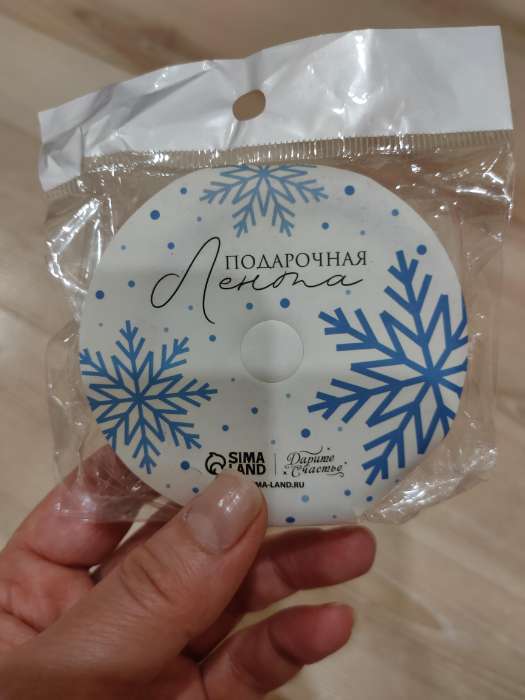 ПОДАРОЧНАЯ
Лента
SIMA
LAND
Дарите
Счастье
MA-LAND.RU